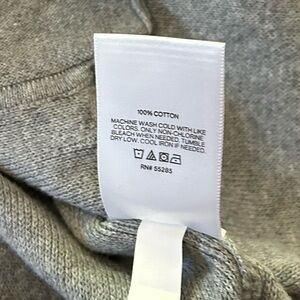 100% COTTON
MACHINE WASH COLD WITH LIKE
COLORS. ONLY NON-CHLORINE
BLEACH WHEN NEEDED. TUMBLE
DRY LOW. COOL IRON IF NEEDED.
RN# 55285